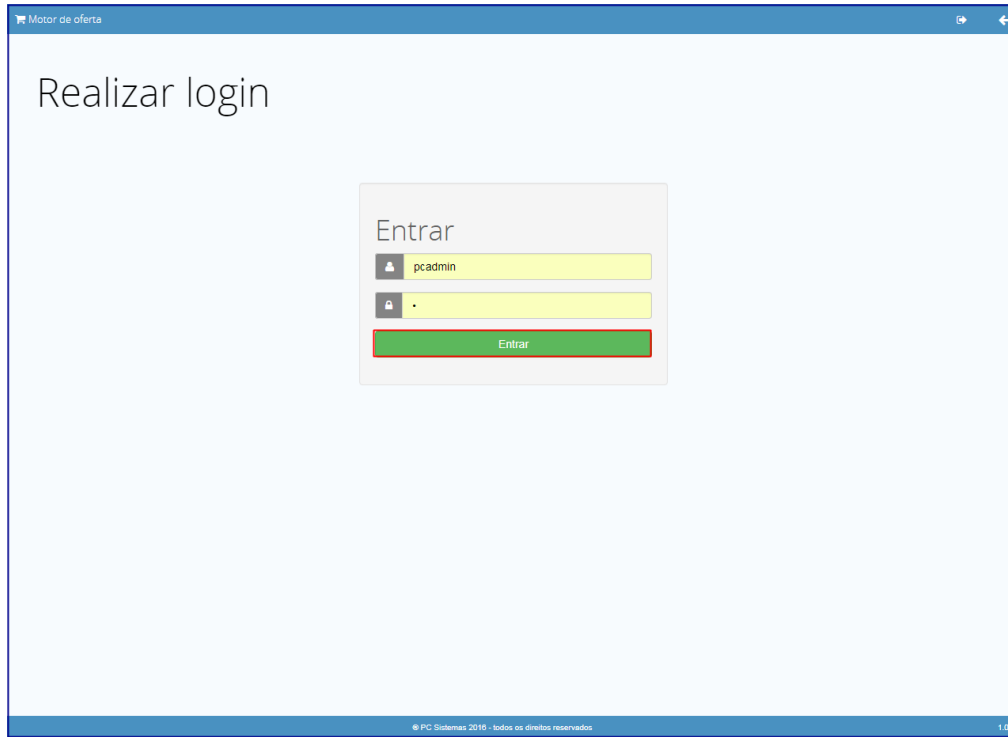 Motor de oferta
Realizar login
Entrar
pcadmin
•
Entrar
® PC Sistemas 2016 - todos os direitos reservados
1.0